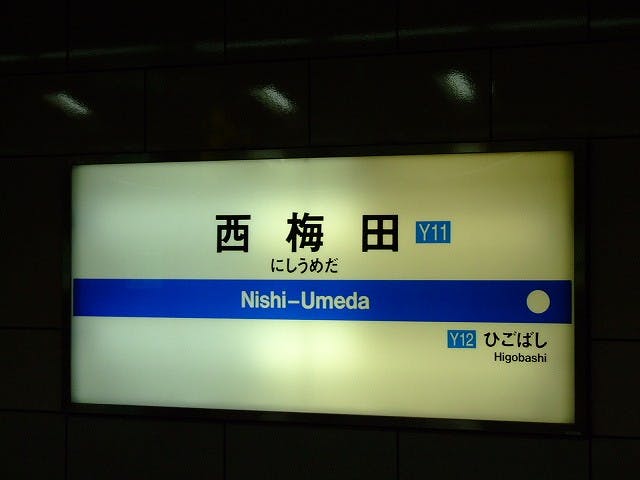 西梅田 Y11
にしうめだ
Nishi-Umeda
Y12 ひごばし
Higobashi